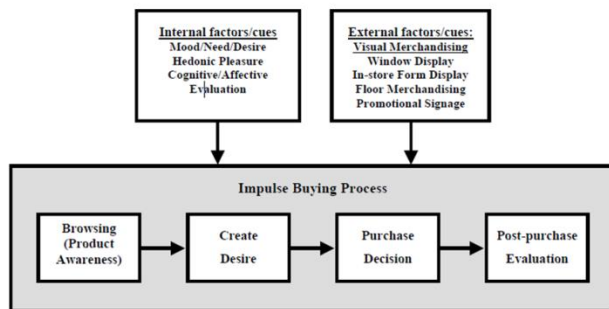 Internal factors/cues
Mood/Need/Desire
Hedonic Pleasure
Cognitive/Affective
Evaluation
External factors/cues:
Visual Merchandising
Window Display
In-store Form Display
Floor Merchandising
Promotional Signage
Impulse Buying Process
Browsing
(Product
Awareness)
Create
Desire
Purchase
Decision
Post-purchase
Evaluation